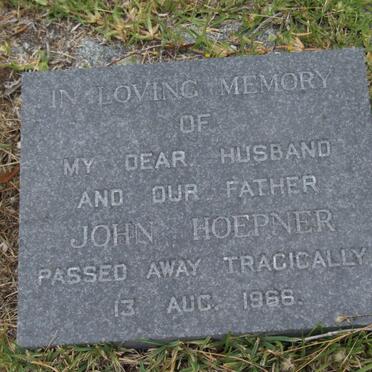 IN LOVING MEMORY
OF
MY DEAR HUSBAND
AND OUR FATHER
JOHN HOEPNER
PASSED AWAY TRAGICALLY
13 AUG. 1966.